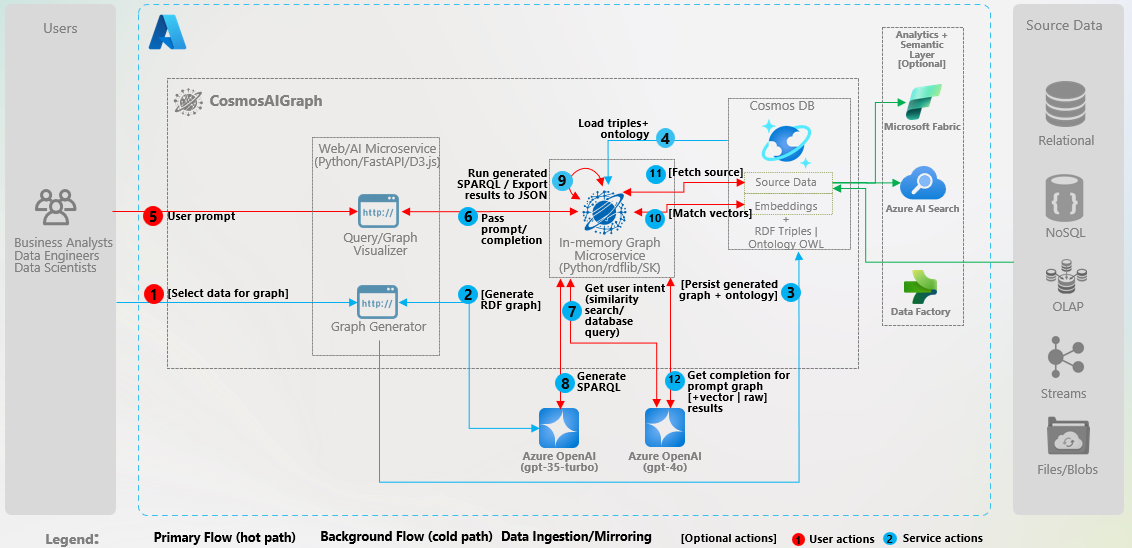 Users
Business Analysts
Data Engineers
Data Scientists
CosmosAIGraph
Web/AI Microservice
(Python/FastAPI/D3.js)
http://
Query/Graph
Visualizer
http://
Graph Generator
5 User prompt
1 [Select data for graph]
6 Pass
prompt/
completion
2 [Generate
RDF graph]
Run generated
SPARQL / Export
results to JSON
9
Load triples+
ontology
4
11 [Fetch source]
10 [Match vectors]
In-memory Graph
Microservice
(Python/rdflib/SK)
Get user intent
(similarity
search/
database
query)
7
[Persist generated
graph + ontology]
3
8 Generate
SPARQL
12 Get completion for
prompt graph
[+vector | raw]
results
Azure OpenAI
(gpt-35-turbo)
Azure OpenAI
(gpt-4o)
Cosmos DB
Source Data
Embeddings
+
RDF Triples |
Ontology OWL
Analytics +
Semantic
Layer
[Optional]
Microsoft Fabric
Azure AI Search
Data Factory
Source Data
Relational
{ }
NoSQL
OLAP
Streams
Files/Blobs
Legend:
Primary Flow (hot path)
Background Flow (cold path)
Data Ingestion/Mirroring
[Optional actions]
1 User actions
2 Service actions